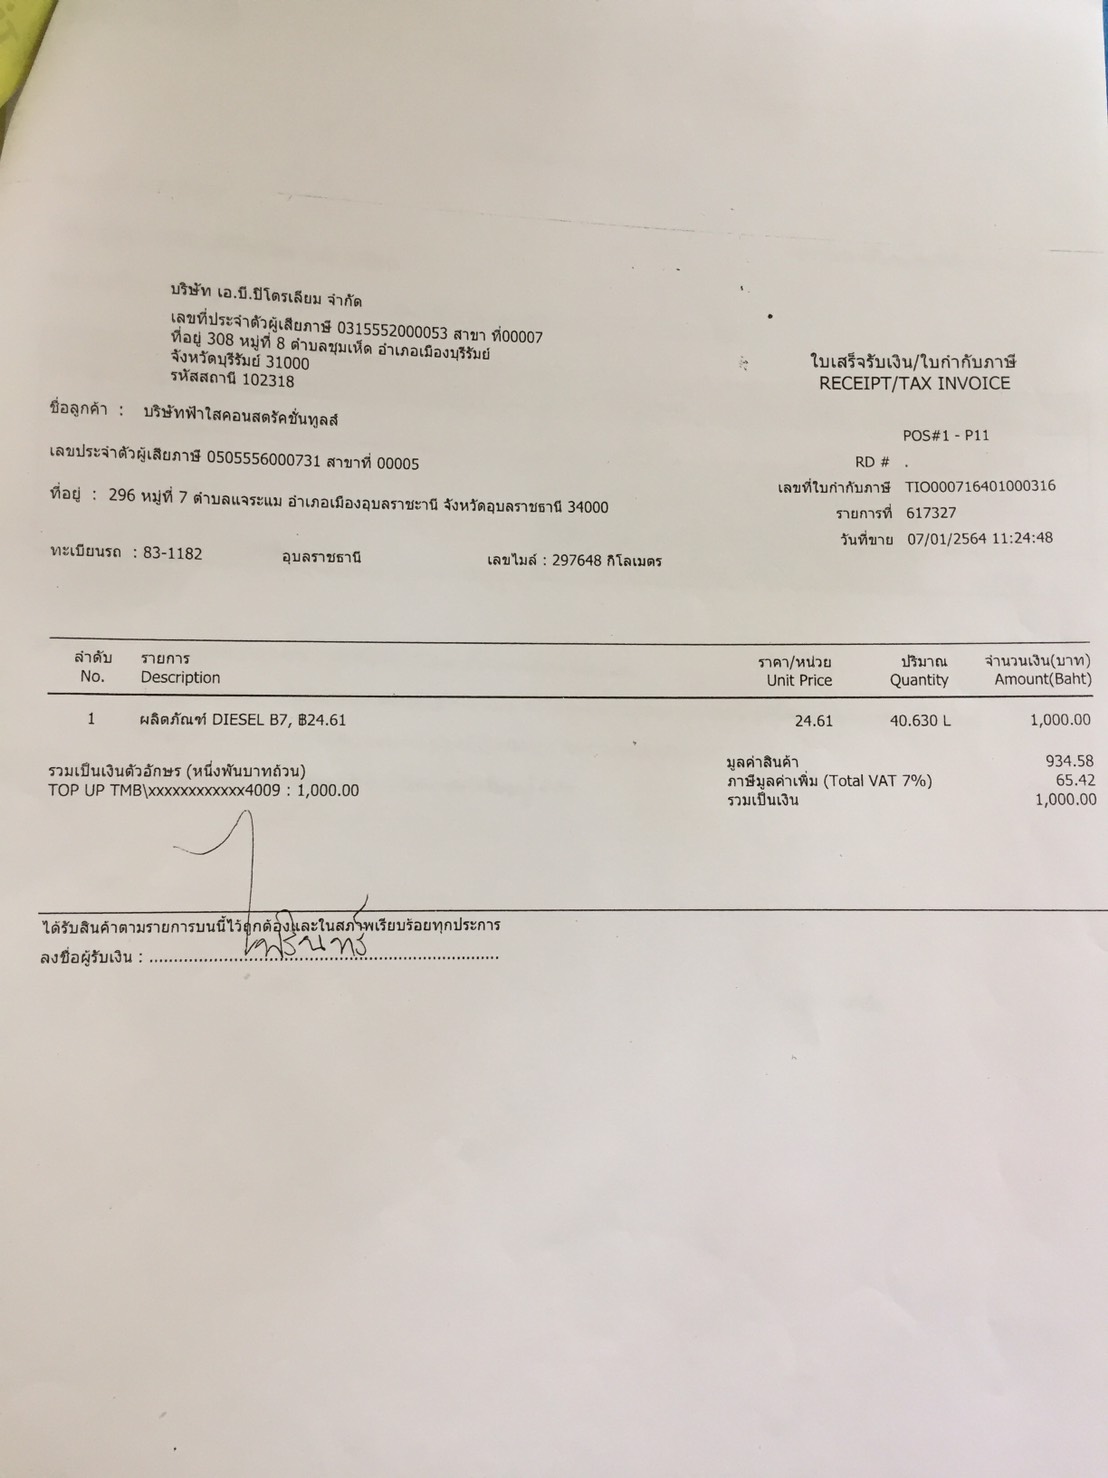 บริษัท เอ.บี.ปิโตรเลียม จำกัด
เลขที่ประจำตัวผู้เสียภาษี 0315552000053 สาขา ที่00007
ที่อยู่ 308 หมู่ที่ 8 ตำบลชุมเห็ด อำเภอเมืองบุรีรัมย์
จังหวัดบุรีรัมย์ 31000
รหัสสถานี 102318
ใบเสร็จรับเงิน/ใบกำกับภาษี
RECEIPT/TAX INVOICE
ชื่อลูกค้า : บริษัทฟ้าใสคอนสตรัคชั่นทูลส์
POS#1 - P11
เลขประจำตัวผู้เสียภาษี 0505556000731 สาขาที่ 00005
RD # .
ที่อยู่ : 296 หมู่ที่ 7 ตำบลแจระแม อำเภอเมืองอุบลราชะานี จังหวัดอุบลราชธานี 34000
เลขที่ใบกำกับภาษี TIO000716401000316
รายการที่ 617327
วันที่ขาย 07/01/2564 11:24:48
ทะเบียนรถ : 83-1182 อุบลราชธานี เลขไมล์ : 297648 กิโลเมตร
ลำดับ รายการ ราคา/หน่วย ปริมาณ จำนวนเงิน(บาท)
No. Description Unit Price Quantity Amount(Baht)
1 ผลิตภัณฑ์ DIESEL B7, ฿24.61 24.61 40.630 L 1,000.00
มูลค่าสินค้า 934.58
รวมเป็นเงินตัวอักษร (หนึ่งพันบาทถ้วน) ภาษีมูลค่าเพิ่ม (Total VAT 7%) 65.42
TOP UP TMB\xxxxxxxxxxxx4009 : 1,000.00 รวมเป็นเงิน 1,000.00
ได้รับสินค้าตามรายการบนนี้ไว้ถูกต้องและในสภาพเรียบร้อยทุกประการ
ลงชื่อผู้รับเงิน :